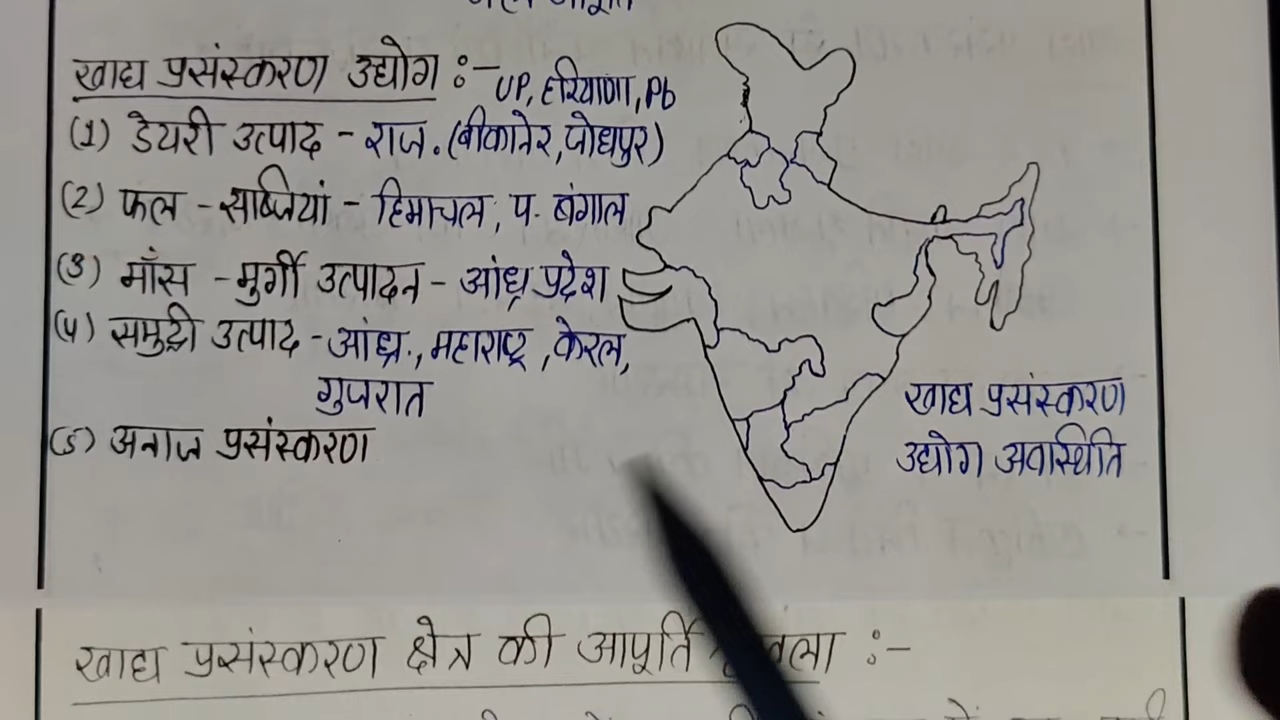 खाद्य प्रसंस्करण उद्योग :-
UP, हरियाणा, Pb
(1) डेयरी उत्पाद - राज. (बीकानेर, जोधपुर)
(2) फल - सब्जियां - हिमाचल, प. बंगाल
(3) माँस - मुर्गी उत्पादन - आंध्र प्रदेश
(4) समुद्री उत्पाद - आंध्र., महाराष्ट्र, केरल,
गुजरात
(5) अनाज प्रसंस्करण
खाद्य प्रसंस्करण
उद्योग अवस्थिति
खाद्य प्रसंस्करण क्षेत्र की आपूर्ति :-